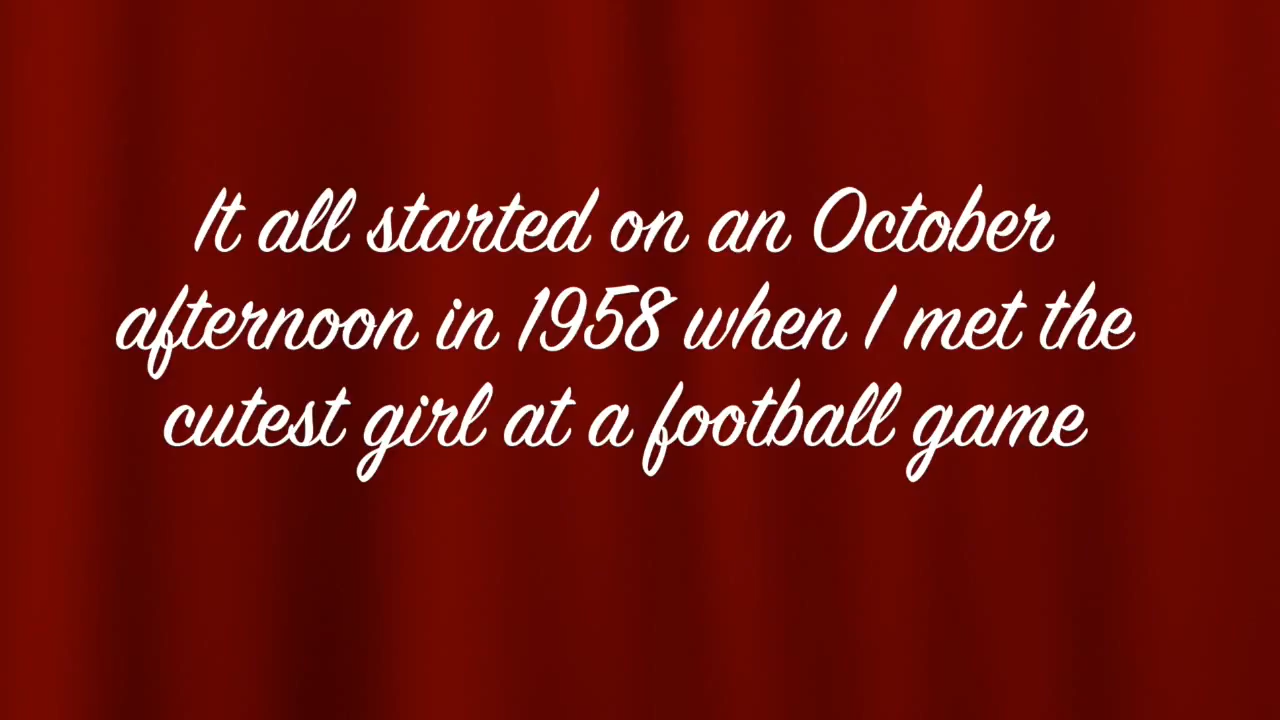 It all started on an October
afternoon in 1958 when I met the
cutest girl at a football game